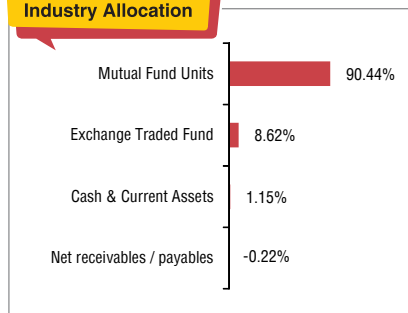 Industry Allocation
Mutual Fund Units 90.44%
Exchange Traded Fund 8.62%
Cash & Current Assets 1.15%
Net receivables / payables -0.22%